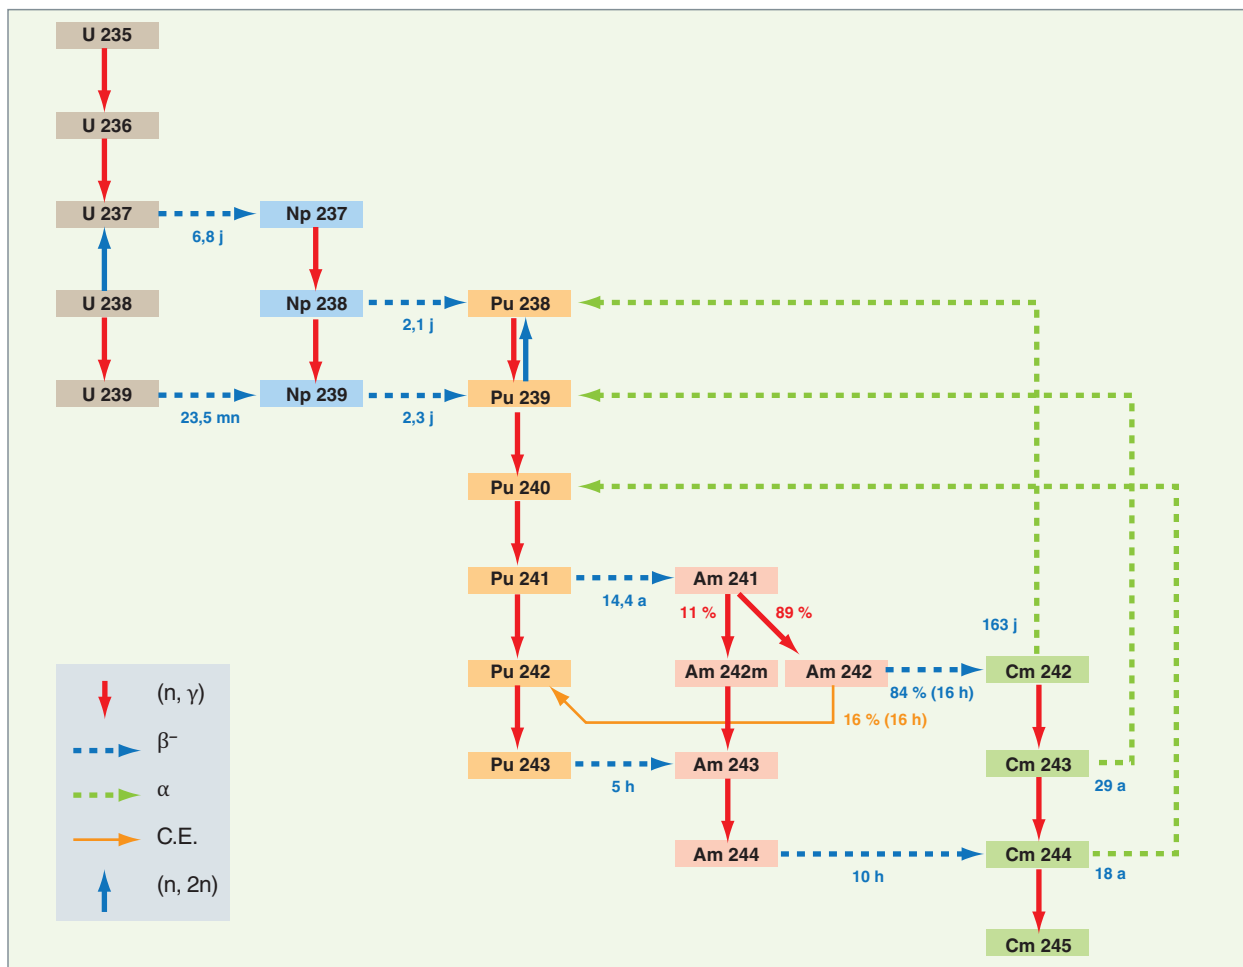 U 235
U 236
U 237
Np 237
6,8 j
U 238
Np 238
Pu 238
2,1 j
U 239
Np 239
Pu 239
23,5 mn
2,3 j
Pu 240
Pu 241
Am 241
14,4 a
11 %
89 %
163 j
Pu 242
Am 242m
Am 242
Cm 242
84 % (16 h)
16 % (16 h)
Pu 243
Am 243
Cm 243
5 h
29 a
Am 244
Cm 244
10 h
18 a
Cm 245
(n, γ)
β–
α
C.E.
(n, 2n)